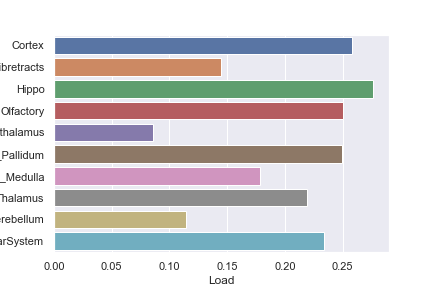 Cortex
ibretracts
Hippo
Olfactory
thalamus
_Pallidum
_Medulla
Thalamus
erebellum
arSystem
0.00 0.05 0.10 0.15 0.20 0.25
Load